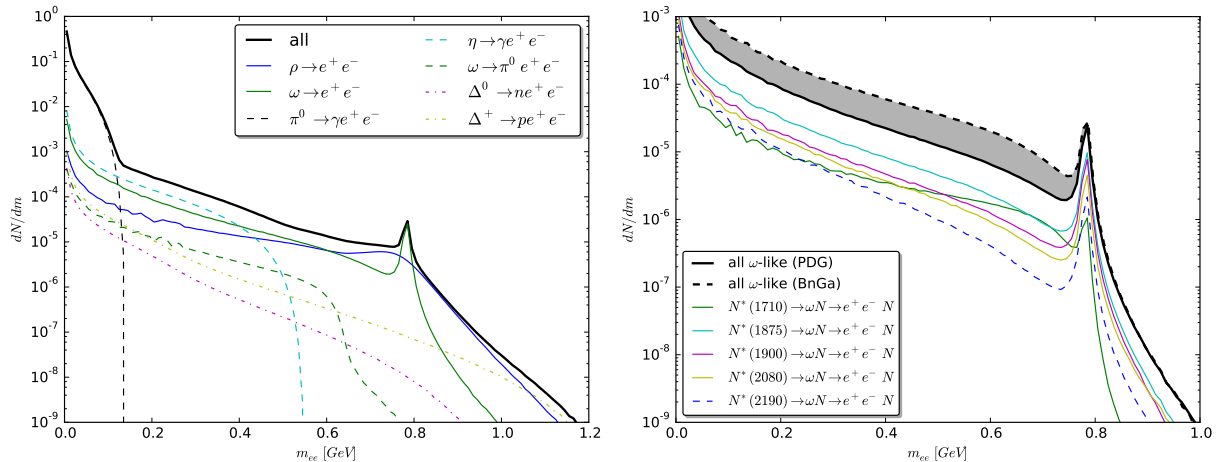 10^1
10^0
10^-1
10^-2
10^-3
10^-4
10^-5
10^-6
10^-7
10^-8
10^-9
dN/dm
0.0 0.2 0.4 0.6 0.8 1.0 1.2
m_ee [GeV]
all
ρ→e⁺e⁻
ω→e⁺e⁻
π⁰→γe⁺e⁻
η→γe⁺e⁻
ω→π⁰e⁺e⁻
Δ⁰→ne⁺e⁻
Δ⁺→pe⁺e⁻
10^-3
10^-4
10^-5
10^-6
10^-7
10^-8
10^-9
dN/dm
0.0 0.2 0.4 0.6 0.8 1.0
m_ee [GeV]
all ω-like (PDG)
all ω-like (BnGa)
N*(1710)→ωN→e⁺e⁻ N
N*(1875)→ωN→e⁺e⁻ N
N*(1900)→ωN→e⁺e⁻ N
N*(2080)→ωN→e⁺e⁻ N
N*(2190)→ωN→e⁺e⁻ N